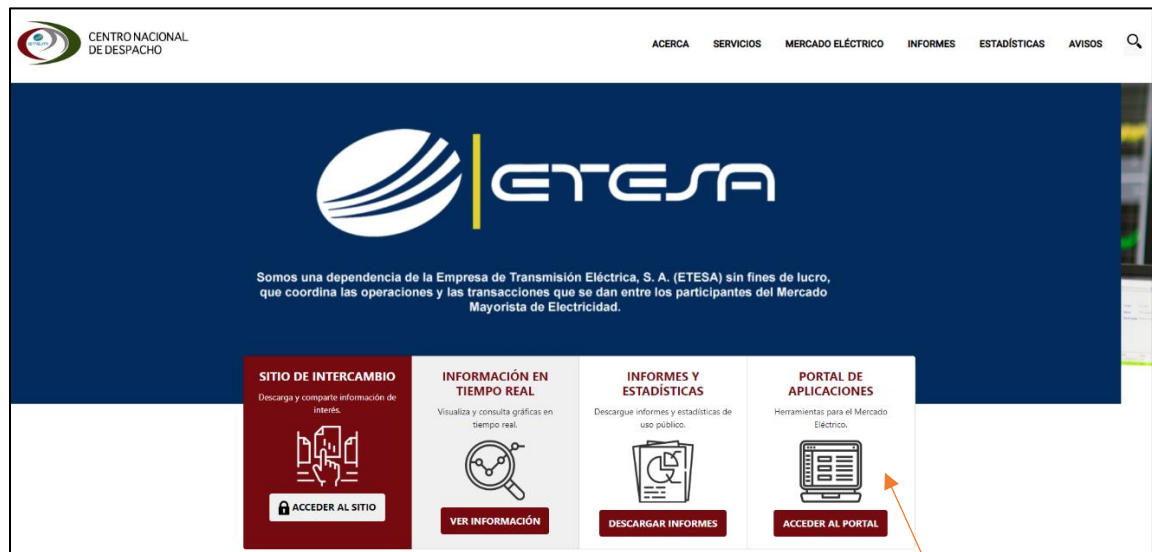 CENTRO NACIONAL
DE DESPACHO
ACERCA SERVICIOS MERCADO ELÉCTRICO INFORMES ESTADÍSTICAS AVISOS
ETESA
Somos una dependencia de la Empresa de Transmisión Eléctrica, S. A. (ETESA) sin fines de lucro,
que coordina las operaciones y las transacciones que se dan entre los participantes del Mercado
Mayorista de Electricidad.
SITIO DE INTERCAMBIO
Descarga y comparte información de
interés.
ACCEDER AL SITIO
INFORMACIÓN EN
TIEMPO REAL
Visualiza y consulta gráficas en
tiempo real.
VER INFORMACIÓN
INFORMES Y
ESTADÍSTICAS
Descargue informes y estadísticas de
uso público.
DESCARGAR INFORMES
PORTAL DE
APLICACIONES
Herramientas para el Mercado
Eléctrico.
ACCEDER AL PORTAL